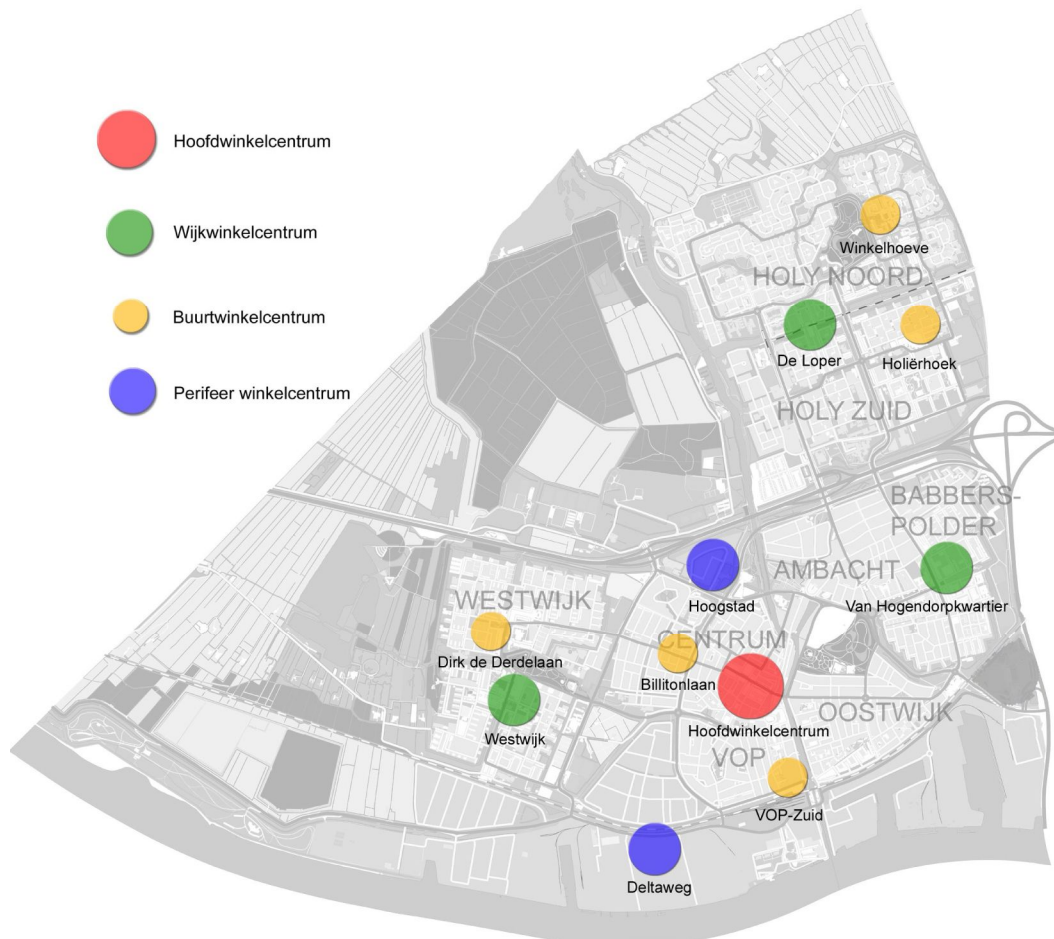 Hoofdwinkelcentrum
Wijkwinkelcentrum
Buurtwinkelcentrum
Perifeer winkelcentrum
Winkelhoeve
HOLY NOORD
De Loper
Holiërhoek
HOLY ZUID
BABBERS-
POLDER
AMBACHT
Hoogstad
Van Hogendorpkwartier
WESTWIJK
CENTRUM
Dirk de Derdelaan
Billitonlaan
OOSTWIJK
Hoofdwinkelcentrum
Westwijk
VOP
VOP-Zuid
Deltaweg